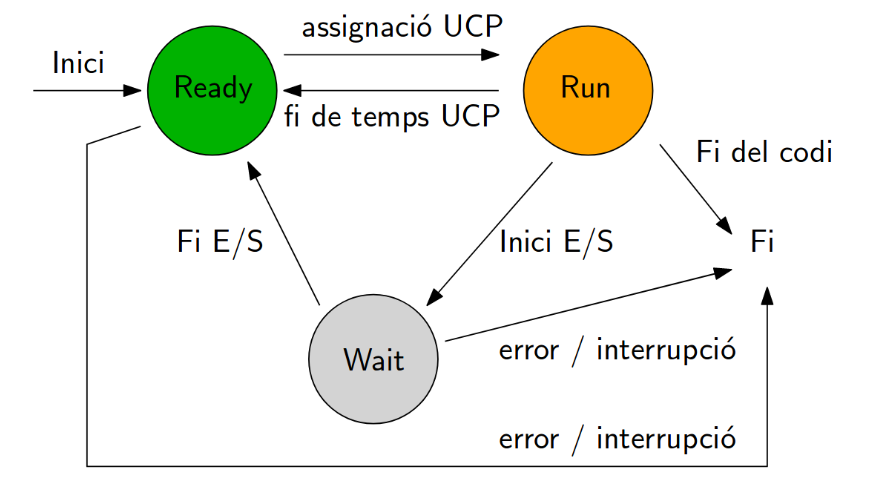 assignació UCP
Inici
Ready
Run
fi de temps UCP
Fi del codi
Fi E/S
Inici E/S
Fi
Wait
error / interrupció
error / interrupció